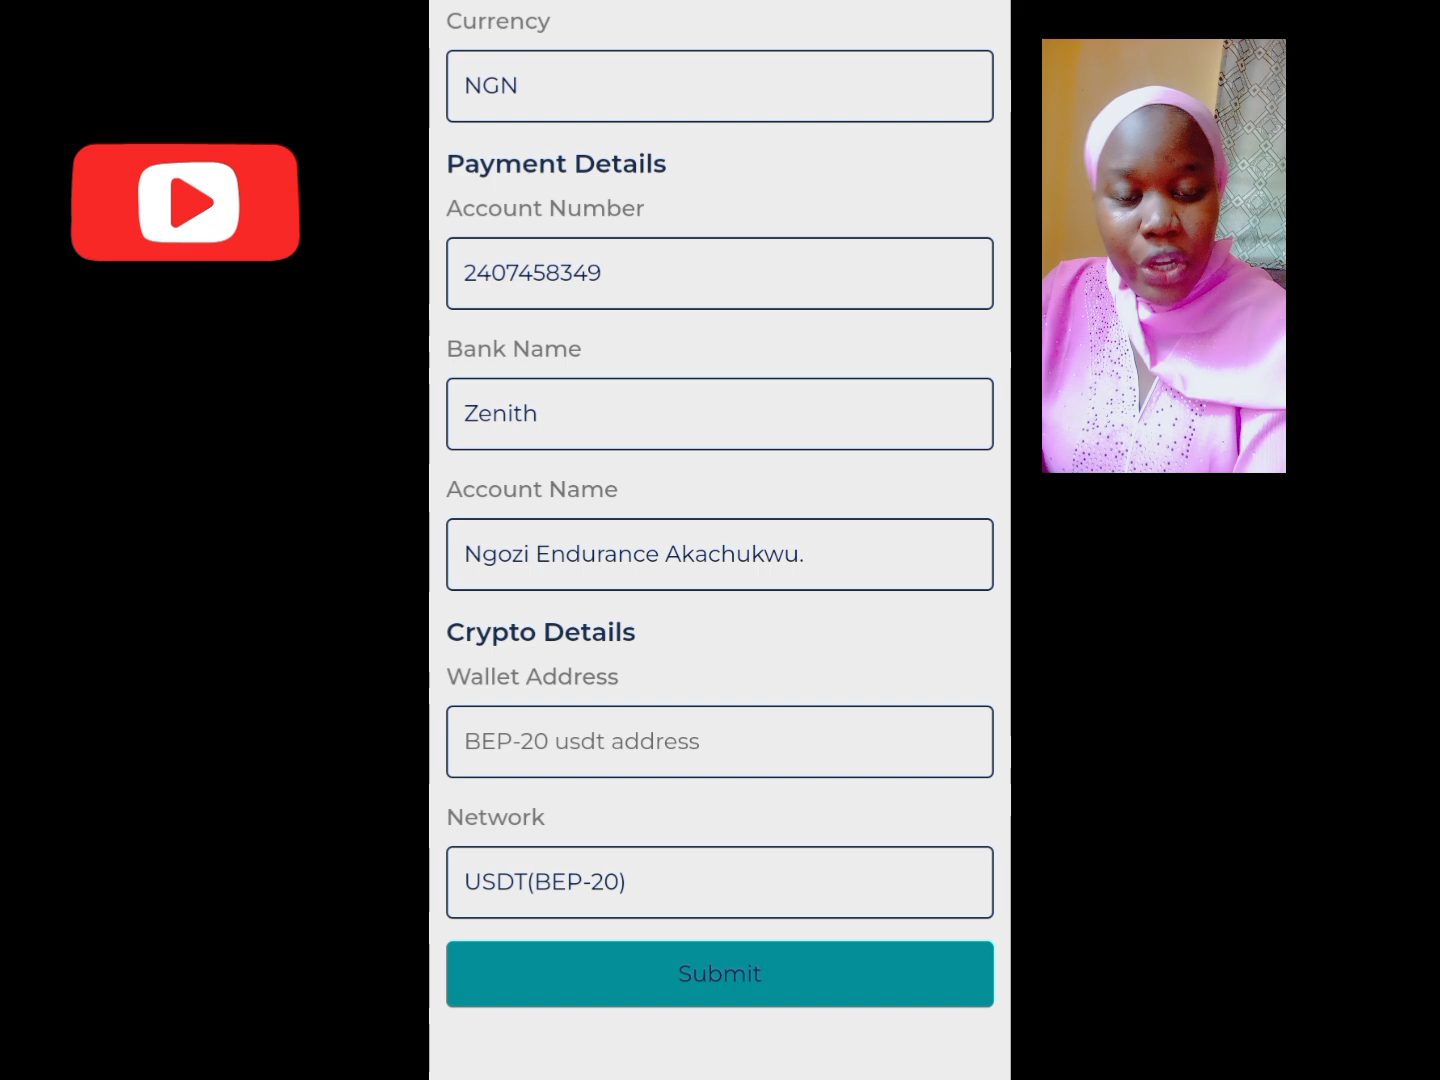 Currency
NGN
Payment Details
Account Number
2407458349
Bank Name
Zenith
Account Name
Ngozi Endurance Akachukwu.
Crypto Details
Wallet Address
BEP-20 usdt address
Network
USDT(BEP-20)
Submit